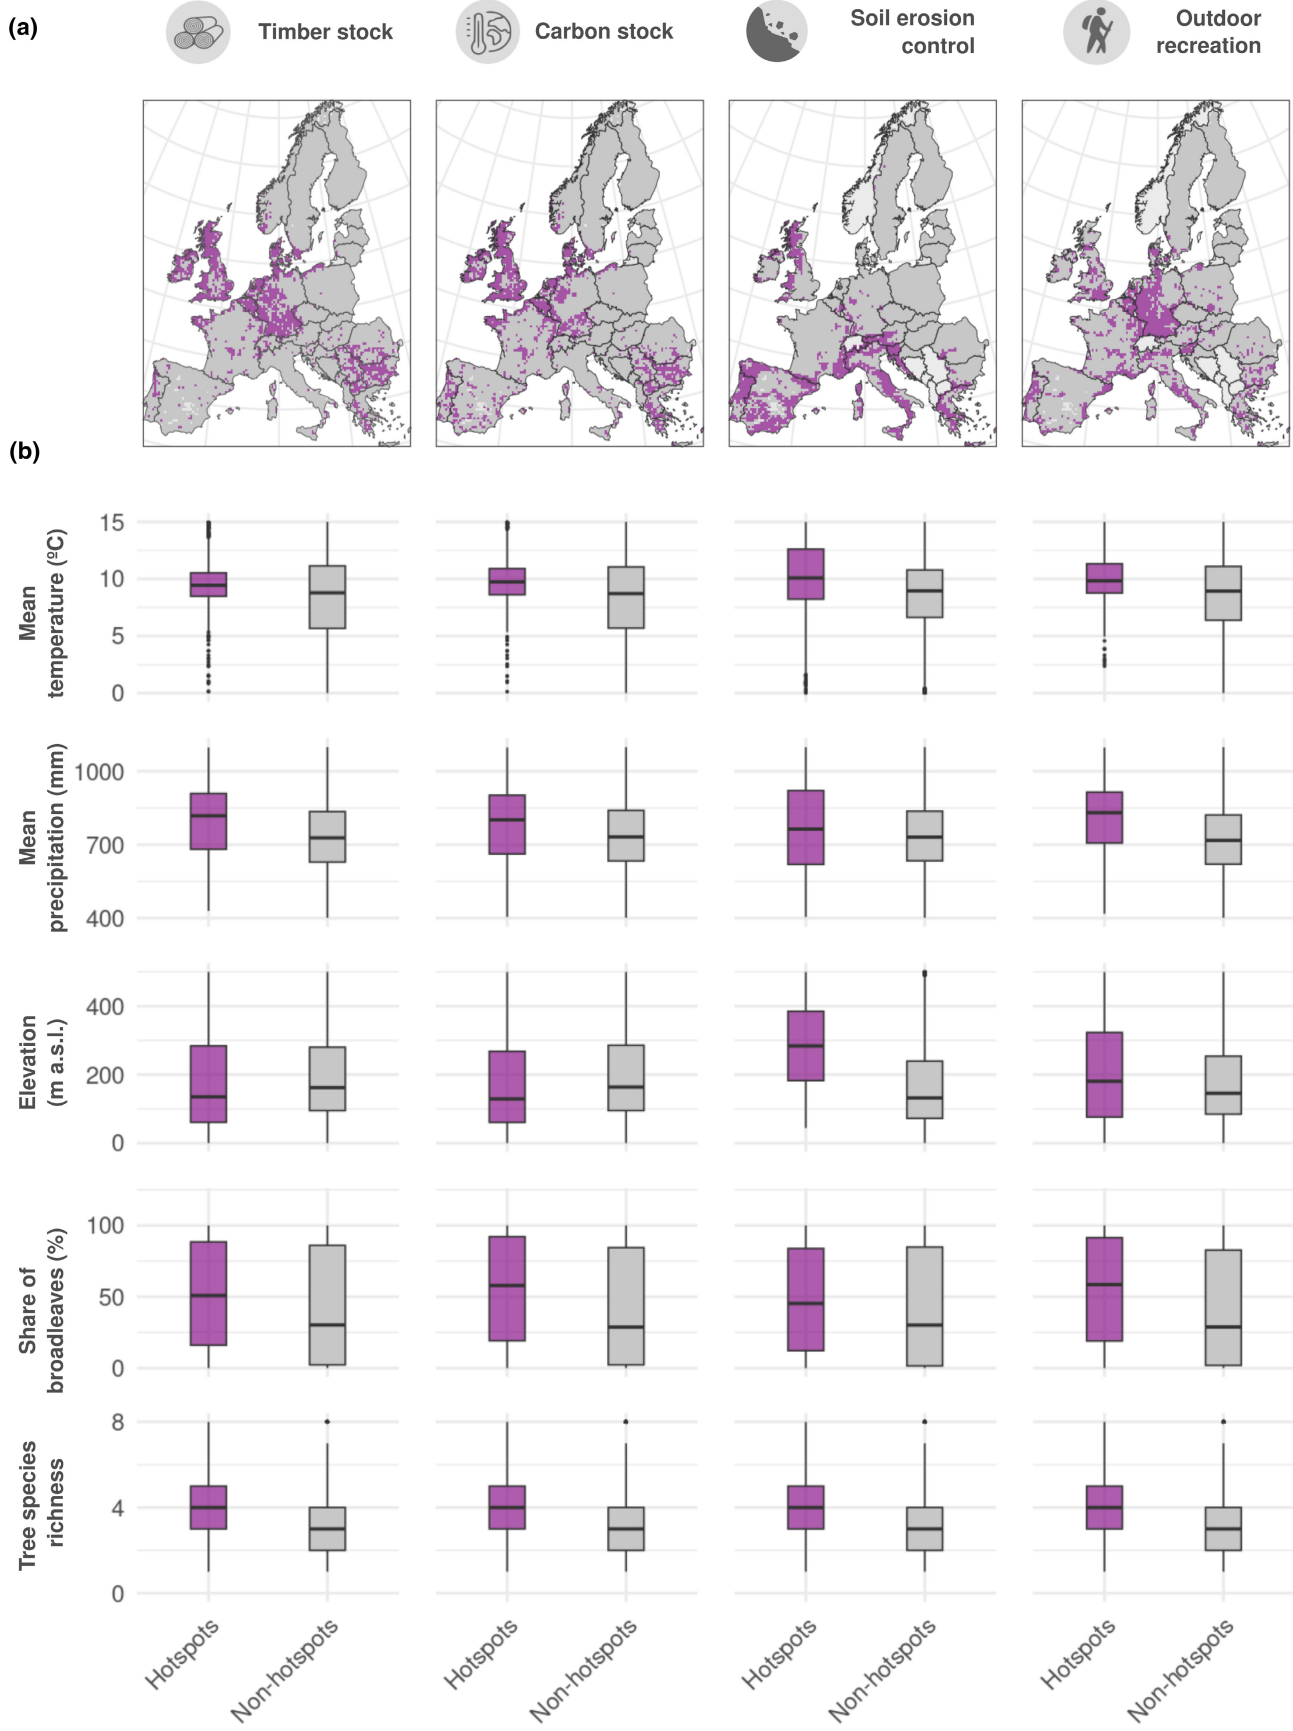 (a)
Timber stock
Carbon stock
Soil erosion
control
Outdoor
recreation
(b)
Mean
temperature (ºC)
15
10
5
0
Mean
precipitation (mm)
1000
700
400
Elevation
(m a.s.l.)
400
200
0
Share of
broadleaves (%)
100
50
0
Tree species
richness
8
4
0
Hotspots
Non-hotspots
Hotspots
Non-hotspots
Hotspots
Non-hotspots
Hotspots
Non-hotspots